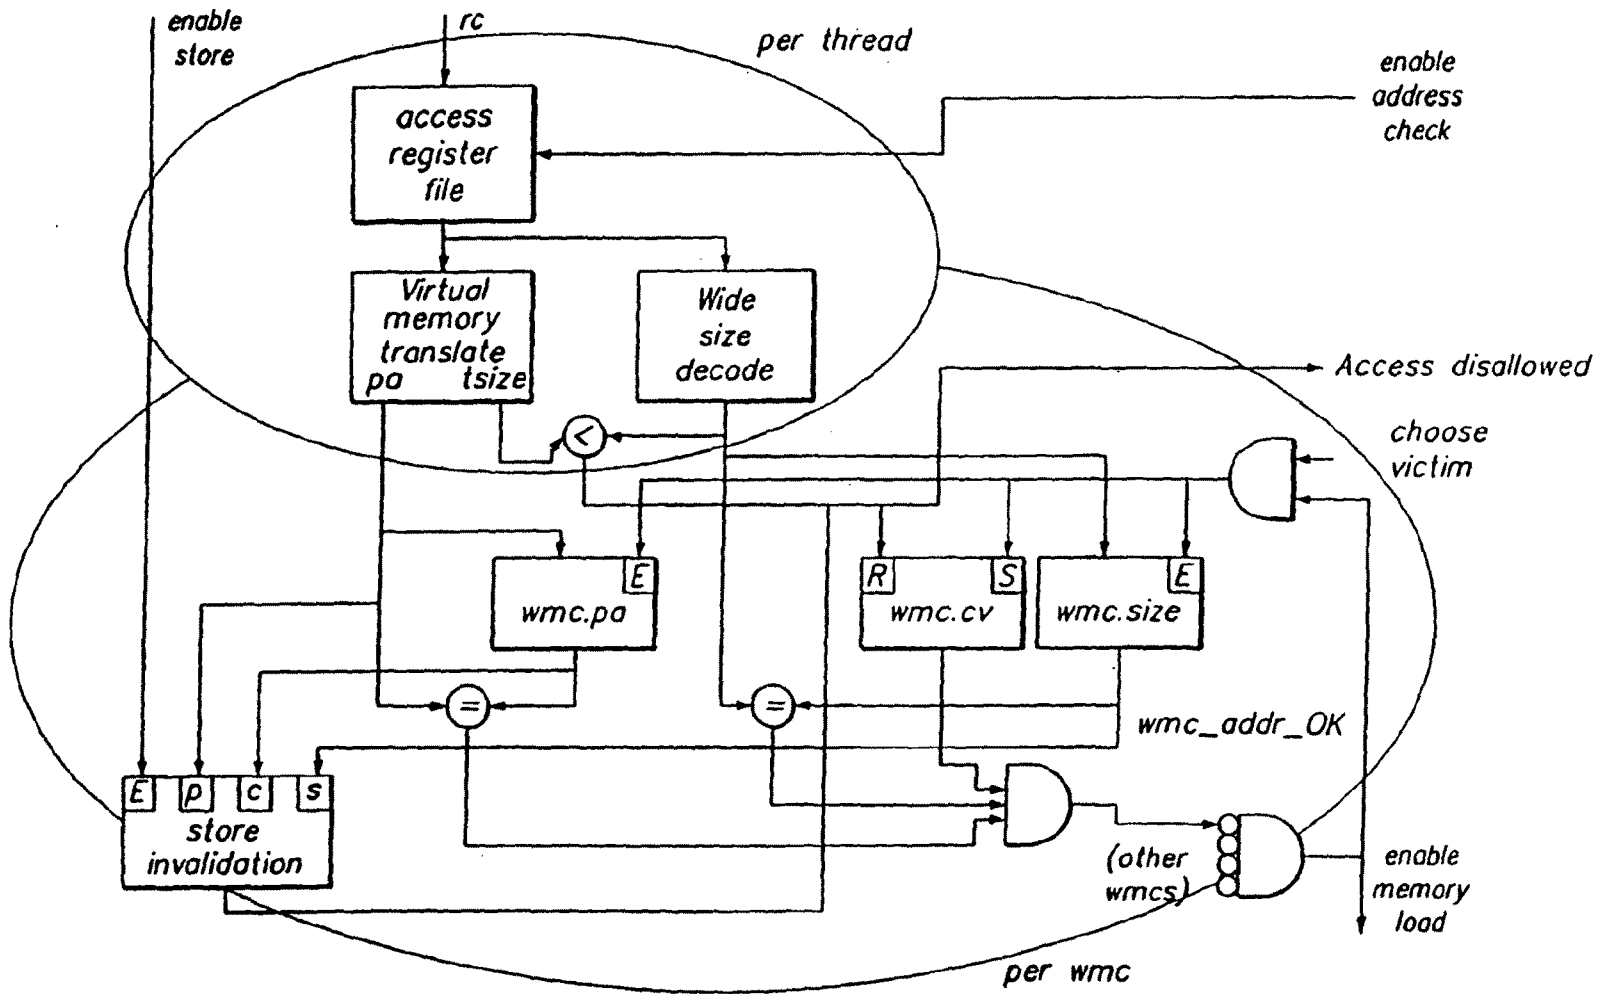 enable
store
rc
per thread
enable
address
check
access
register
file
Virtual
memory
translate
pa tsize
Wide
size
decode
Access disallowed
<
choose
victim
E
wmc.pa
R S
wmc.cv
E
wmc.size
=
=
wmc_addr_OK
E p c s
store
invalidation
(other
wmcs)
enable
memory
load
per wmc